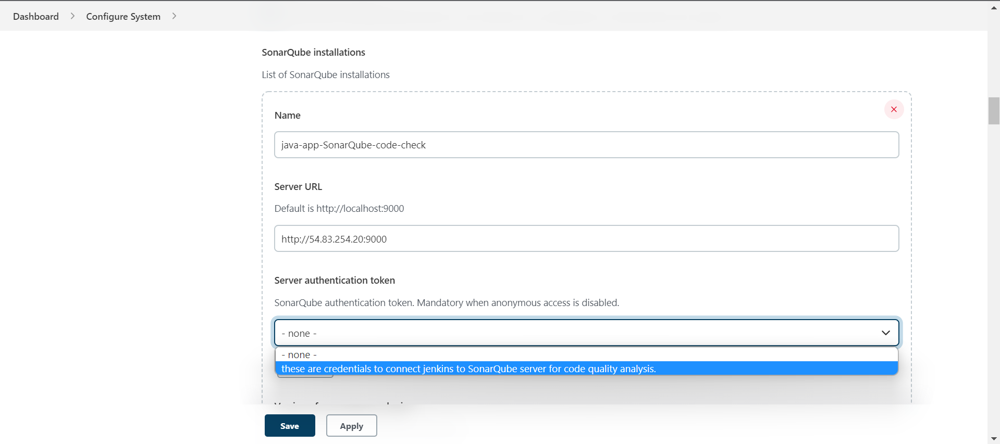 Dashboard > Configure System >
SonarQube installations
List of SonarQube installations
Name
java-app-SonarQube-code-check
Server URL
Default is http://localhost:9000
http://54.83.254.20:9000
Server authentication token
SonarQube authentication token. Mandatory when anonymous access is disabled.
- none -
- none -
these are credentials to connect jenkins to SonarQube server for code quality analysis.
Save
Apply